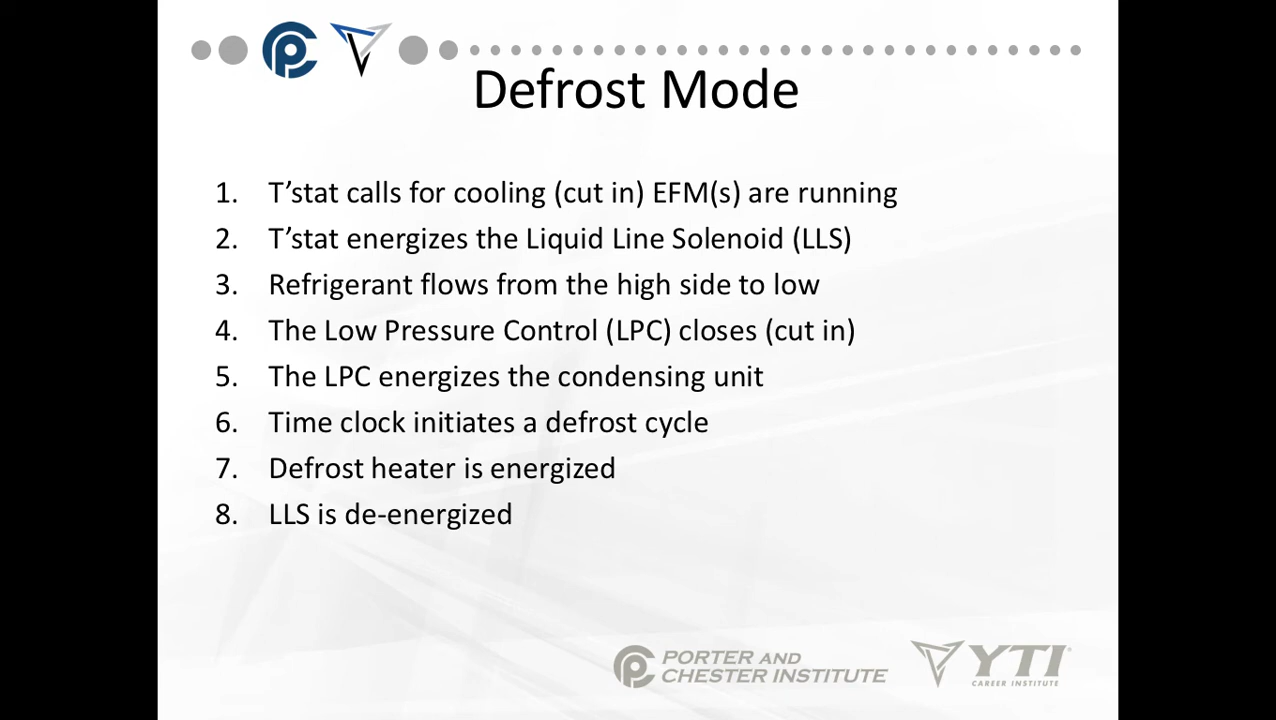 Defrost Mode
1. T’stat calls for cooling (cut in) EFM(s) are running
2. T’stat energizes the Liquid Line Solenoid (LLS)
3. Refrigerant flows from the high side to low
4. The Low Pressure Control (LPC) closes (cut in)
5. The LPC energizes the condensing unit
6. Time clock initiates a defrost cycle
7. Defrost heater is energized
8. LLS is de-energized
PORTER AND
CHESTER INSTITUTE
YTI
CAREER INSTITUTE